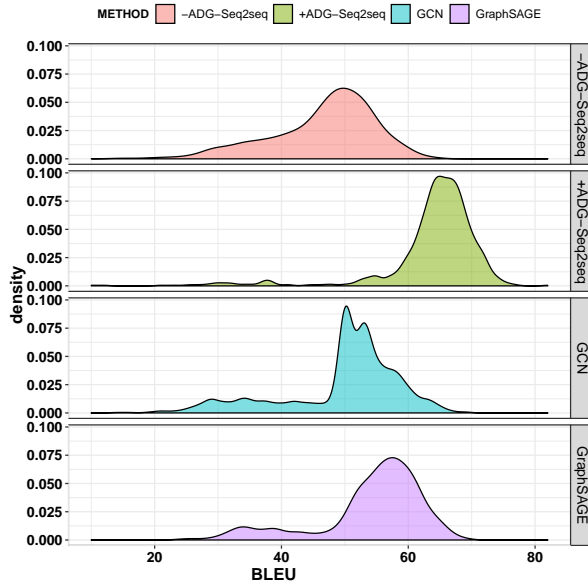 METHOD –ADG–Seq2seq +ADG–Seq2seq GCN GraphSAGE
0.100
0.075
0.050
0.025
0.000
–ADG–Seq2seq
0.100
0.075
0.050
0.025
0.000
+ADG–Seq2seq
0.100
0.075
0.050
0.025
0.000
GCN
0.100
0.075
0.050
0.025
0.000
GraphSAGE
density
20 40 60 80
BLEU